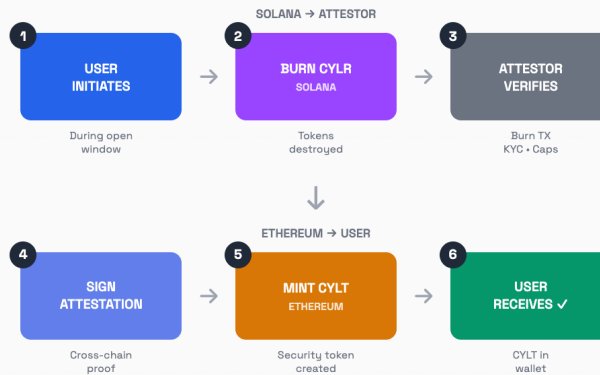 SOLANA → ATTESTOR
1
USER
INITIATES
During open
window
→
2
BURN CYLR
SOLANA
Tokens
destroyed
→
3
ATTESTOR
VERIFIES
Burn TX
KYC • Caps
↓
ETHEREUM → USER
4
SIGN
ATTESTATION
Cross-chain
proof
→
5
MINT CYLT
ETHEREUM
Security token
created
→
6
USER
RECEIVES ✓
CYLT in
wallet